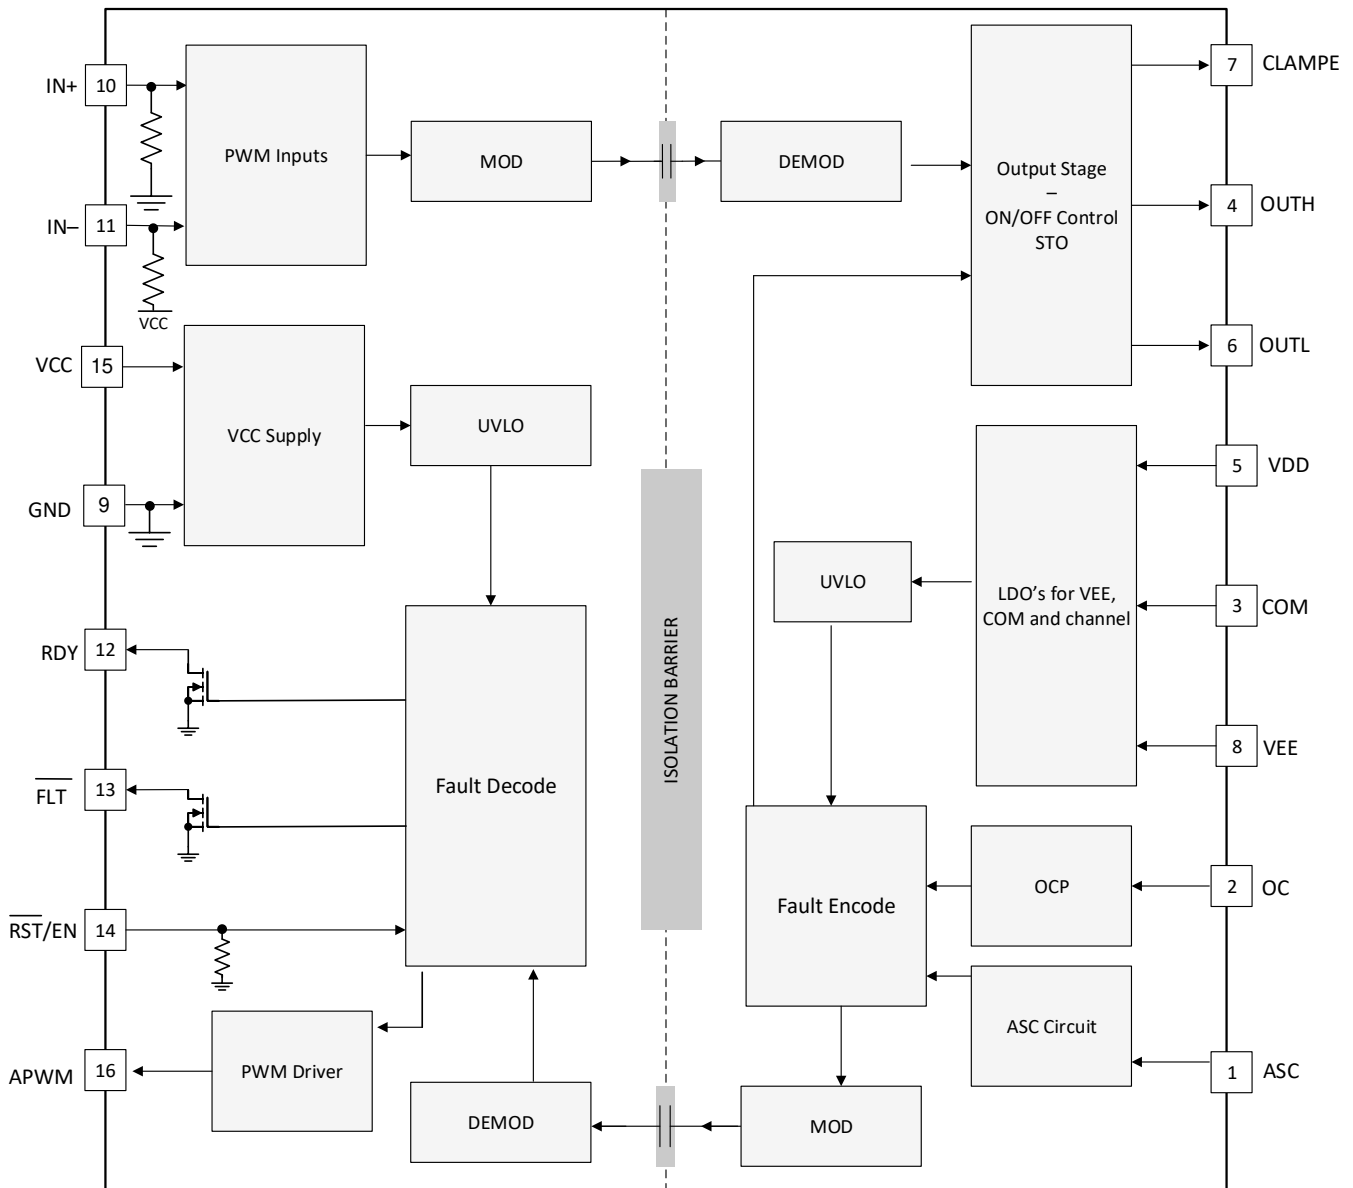 IN+
10
IN–
11
VCC
PWM Inputs
MOD
DEMOD
Output Stage
–
ON/OFF Control
STO
7
CLAMPE
4
OUTH
6
OUTL
VCC
15
GND
9
VCC Supply
UVLO
ISOLATION BARRIER
UVLO
LDO's for VEE,
COM and channel
5
VDD
3
COM
8
VEE
RDY
12
FLT
13
RST/EN
14
Fault Decode
Fault Encode
OCP
2
OC
ASC Circuit
1
ASC
APWM
16
PWM Driver
DEMOD
MOD